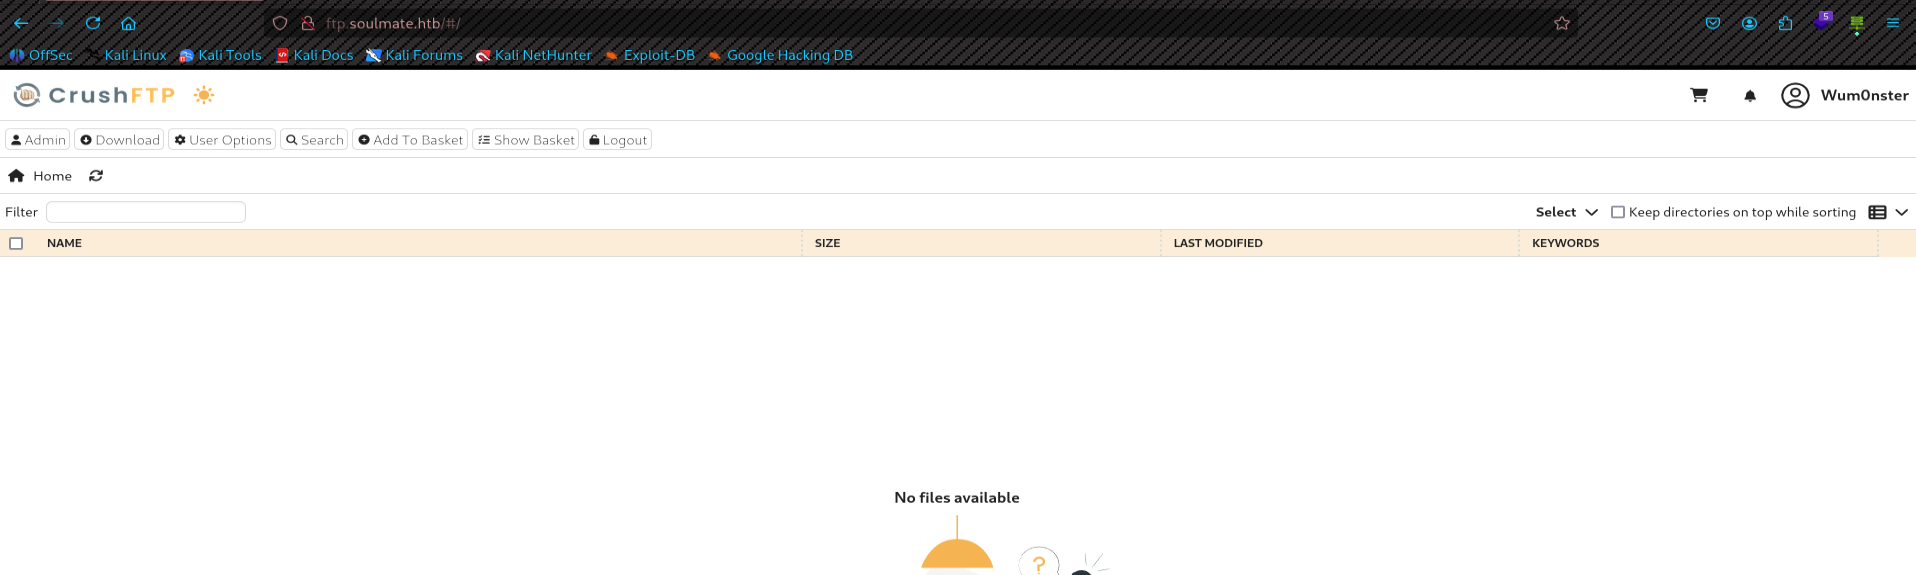 ftp.soulmate.htb/#/
5
OffSec Kali Linux Kali Tools Kali Docs Kali Forums Kali NetHunter Exploit-DB Google Hacking DB
CrushFTP Wum0nster
Admin Download User Options Search Add To Basket Show Basket Logout
Home
Filter Select Keep directories on top while sorting
NAME SIZE LAST MODIFIED KEYWORDS
No files available
?